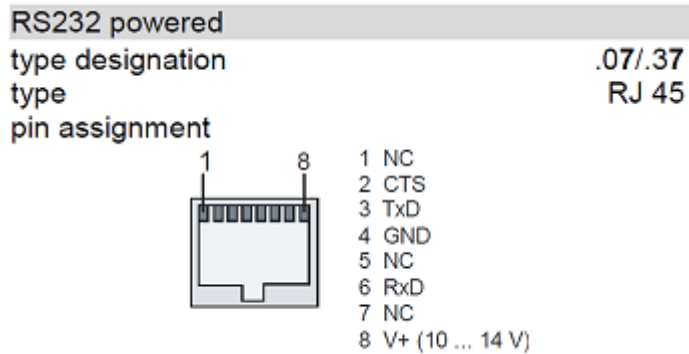 RS232 powered
type designation .07/.37
type RJ 45
pin assignment
1 8
1 NC
2 CTS
3 TxD
4 GND
5 NC
6 RxD
7 NC
8 V+ (10 ... 14 V)